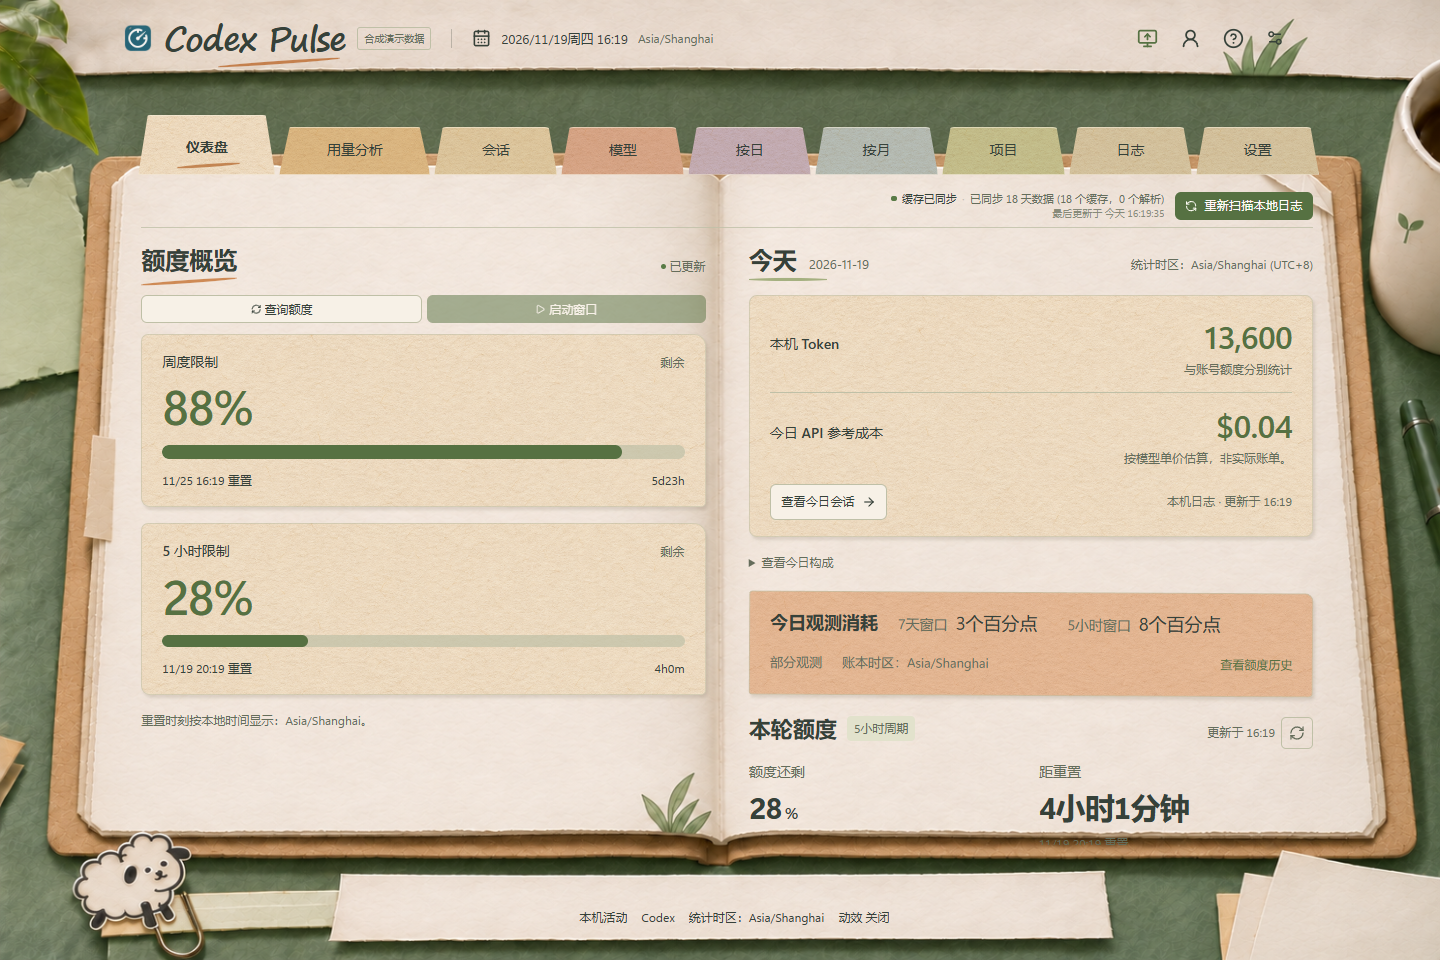 Codex Pulse 合成演示数据 2026/11/19周四 16:19 Asia/Shanghai
仪表盘 用量分析 会话 模型 按日 按月 项目 日志 设置
缓存已同步 · 已同步 18 天数据 (18 个缓存，0 个解析)
最后更新于 今天 16:19:35
重新扫描本地日志
额度概览 已更新
查询额度 启动窗口
周度限制 剩余
88%
11/25 16:19 重置 5d23h
5 小时限制 剩余
28%
11/19 20:19 重置 4h0m
重置时刻按本地时间显示：Asia/Shanghai。
今天 2026-11-19 统计时区：Asia/Shanghai (UTC+8)
本机 Token 13,600
与账号额度分别统计
今日 API 参考成本 $0.04
按模型单价估算，非实际账单。
查看今日会话 → 本机日志 · 更新于 16:19
查看今日构成
今日观测消耗 7天窗口 3个百分点 5小时窗口 8个百分点
部分观测 账本时区：Asia/Shanghai 查看额度历史
本轮额度 5小时周期 更新于 16:19
额度还剩 距重置
28 % 4小时1分钟
11/19 20:19 重置
本机活动 Codex 统计时区：Asia/Shanghai 动效 关闭